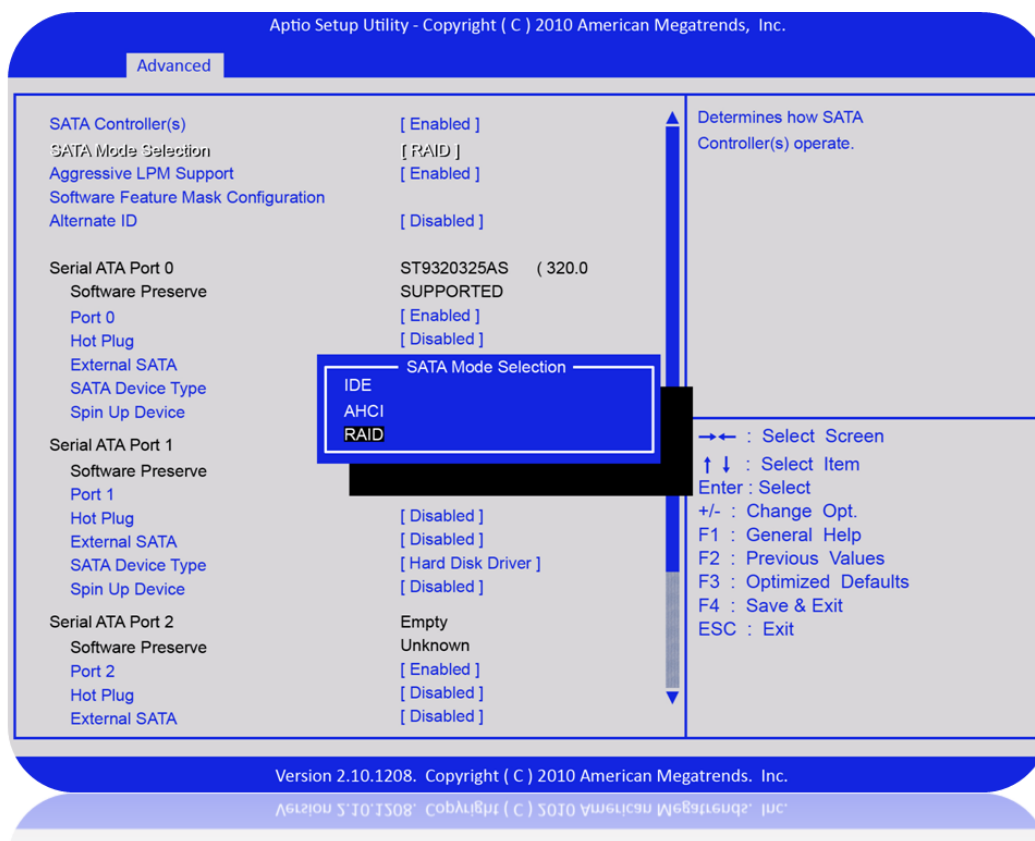 Aptio Setup Utility - Copyright ( C ) 2010 American Megatrends, Inc.
Advanced
SATA Controller(s) [ Enabled ]
SATA Mode Selection [ RAID ]
Aggressive LPM Support [ Enabled ]
Software Feature Mask Configuration
Alternate ID [ Disabled ]
Serial ATA Port 0 ST9320325AS ( 320.0
Software Preserve SUPPORTED
Port 0 [ Enabled ]
Hot Plug [ Disabled ]
External SATA
SATA Device Type
Spin Up Device
SATA Mode Selection
IDE
AHCI
RAID
Serial ATA Port 1
Software Preserve
Port 1
Hot Plug [ Disabled ]
External SATA [ Disabled ]
SATA Device Type [ Hard Disk Driver ]
Spin Up Device [ Disabled ]
Serial ATA Port 2 Empty
Software Preserve Unknown
Port 2 [ Enabled ]
Hot Plug [ Disabled ]
External SATA [ Disabled ]
Determines how SATA
Controller(s) operate.
→← : Select Screen
↑ ↓ : Select Item
Enter : Select
+/- : Change Opt.
F1 : General Help
F2 : Previous Values
F3 : Optimized Defaults
F4 : Save & Exit
ESC : Exit
Version 2.10.1208. Copyright ( C ) 2010 American Megatrends. Inc.